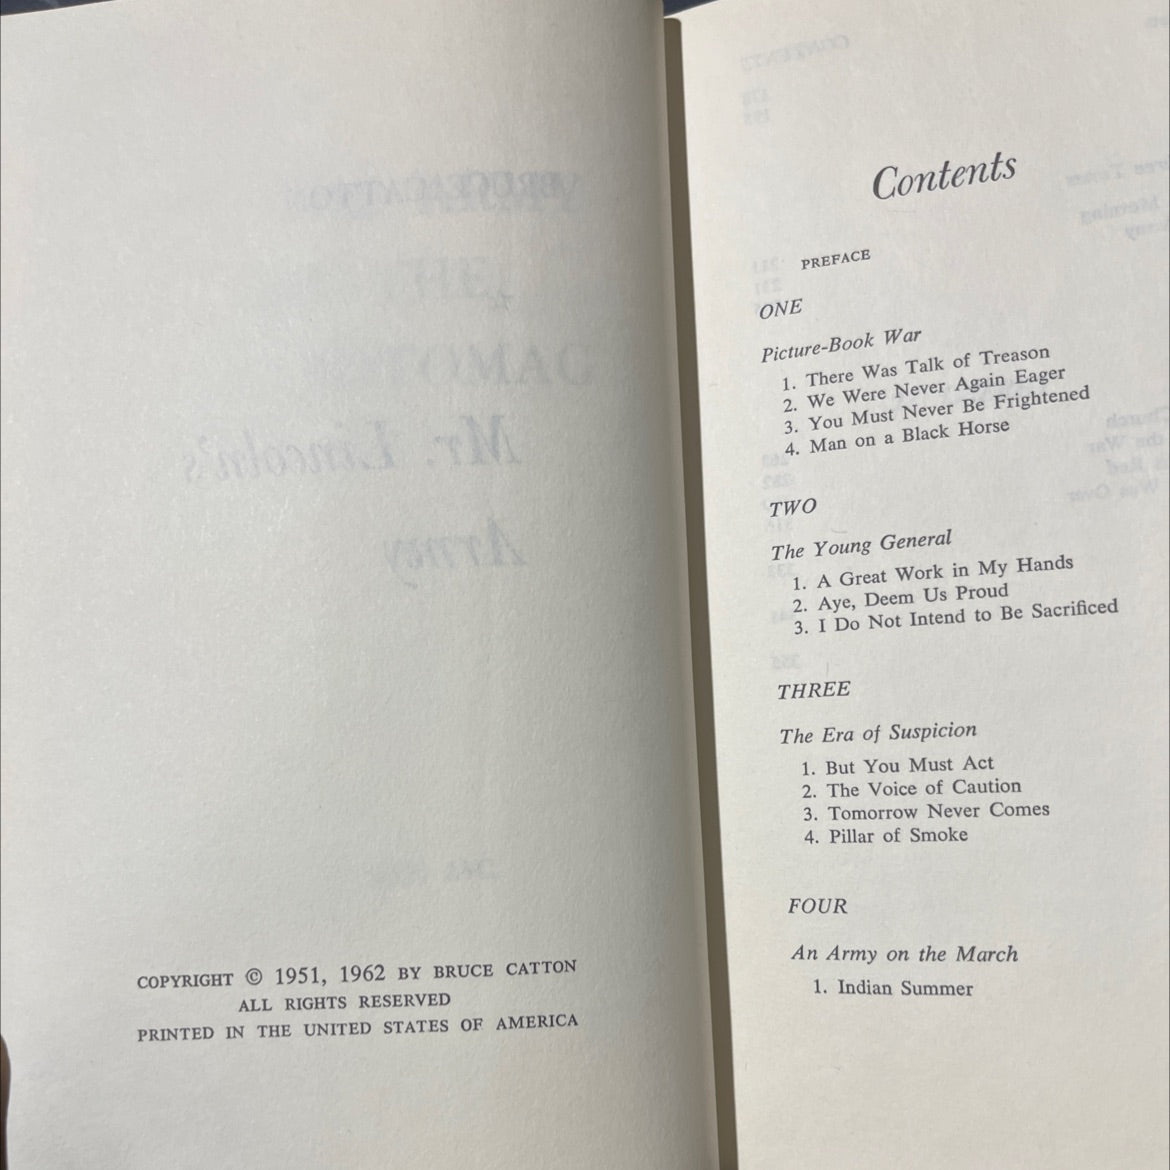 COPYRIGHT © 1951, 1962 BY BRUCE CATTON
ALL RIGHTS RESERVED
PRINTED IN THE UNITED STATES OF AMERICA
Contents
PREFACE
ONE
Picture-Book War
1. There Was Talk of Treason
2. We Were Never Again Eager
3. You Must Never Be Frightened
4. Man on a Black Horse
TWO
The Young General
1. A Great Work in My Hands
2. Aye, Deem Us Proud
3. I Do Not Intend to Be Sacrificed
THREE
The Era of Suspicion
1. But You Must Act
2. The Voice of Caution
3. Tomorrow Never Comes
4. Pillar of Smoke
FOUR
An Army on the March
1. Indian Summer